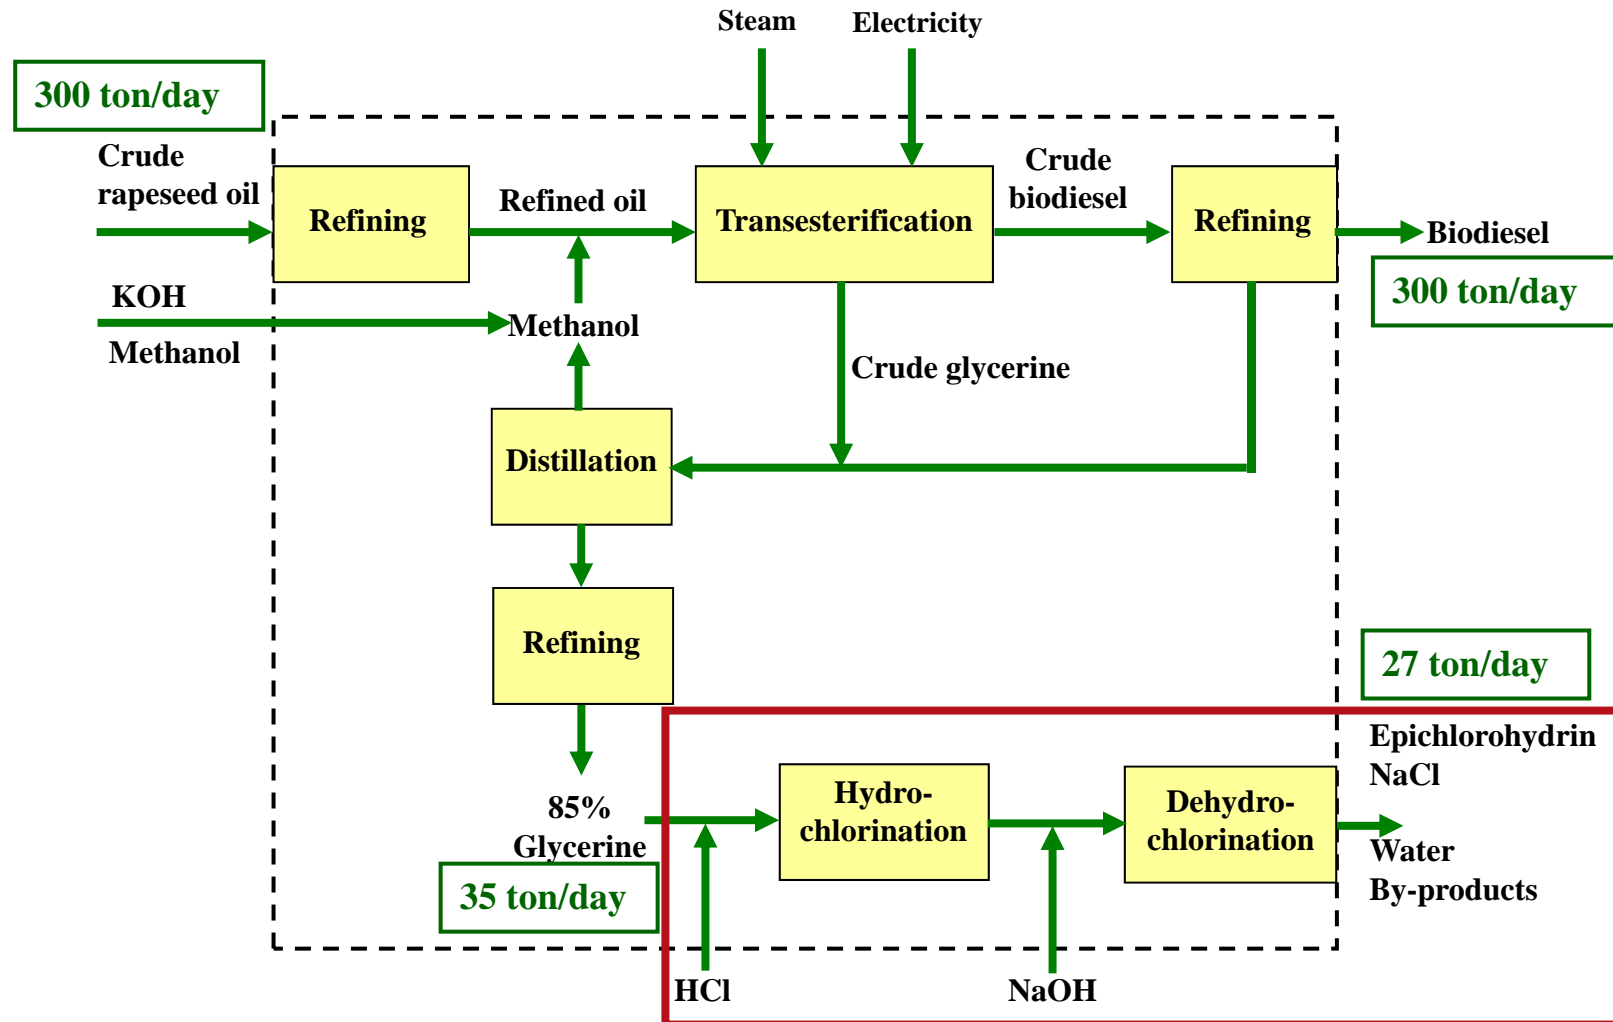 Steam
Electricity
300 ton/day
Crude
rapeseed oil
Refining
Refined oil
Transesterification
Crude
biodiesel
Refining
Biodiesel
300 ton/day
KOH
Methanol
Methanol
Crude glycerine
Distillation
Refining
27 ton/day
Epichlorohydrin
NaCl
85%
Glycerine
35 ton/day
Hydro-
chlorination
Dehydro-
chlorination
Water
By-products
HCl
NaOH